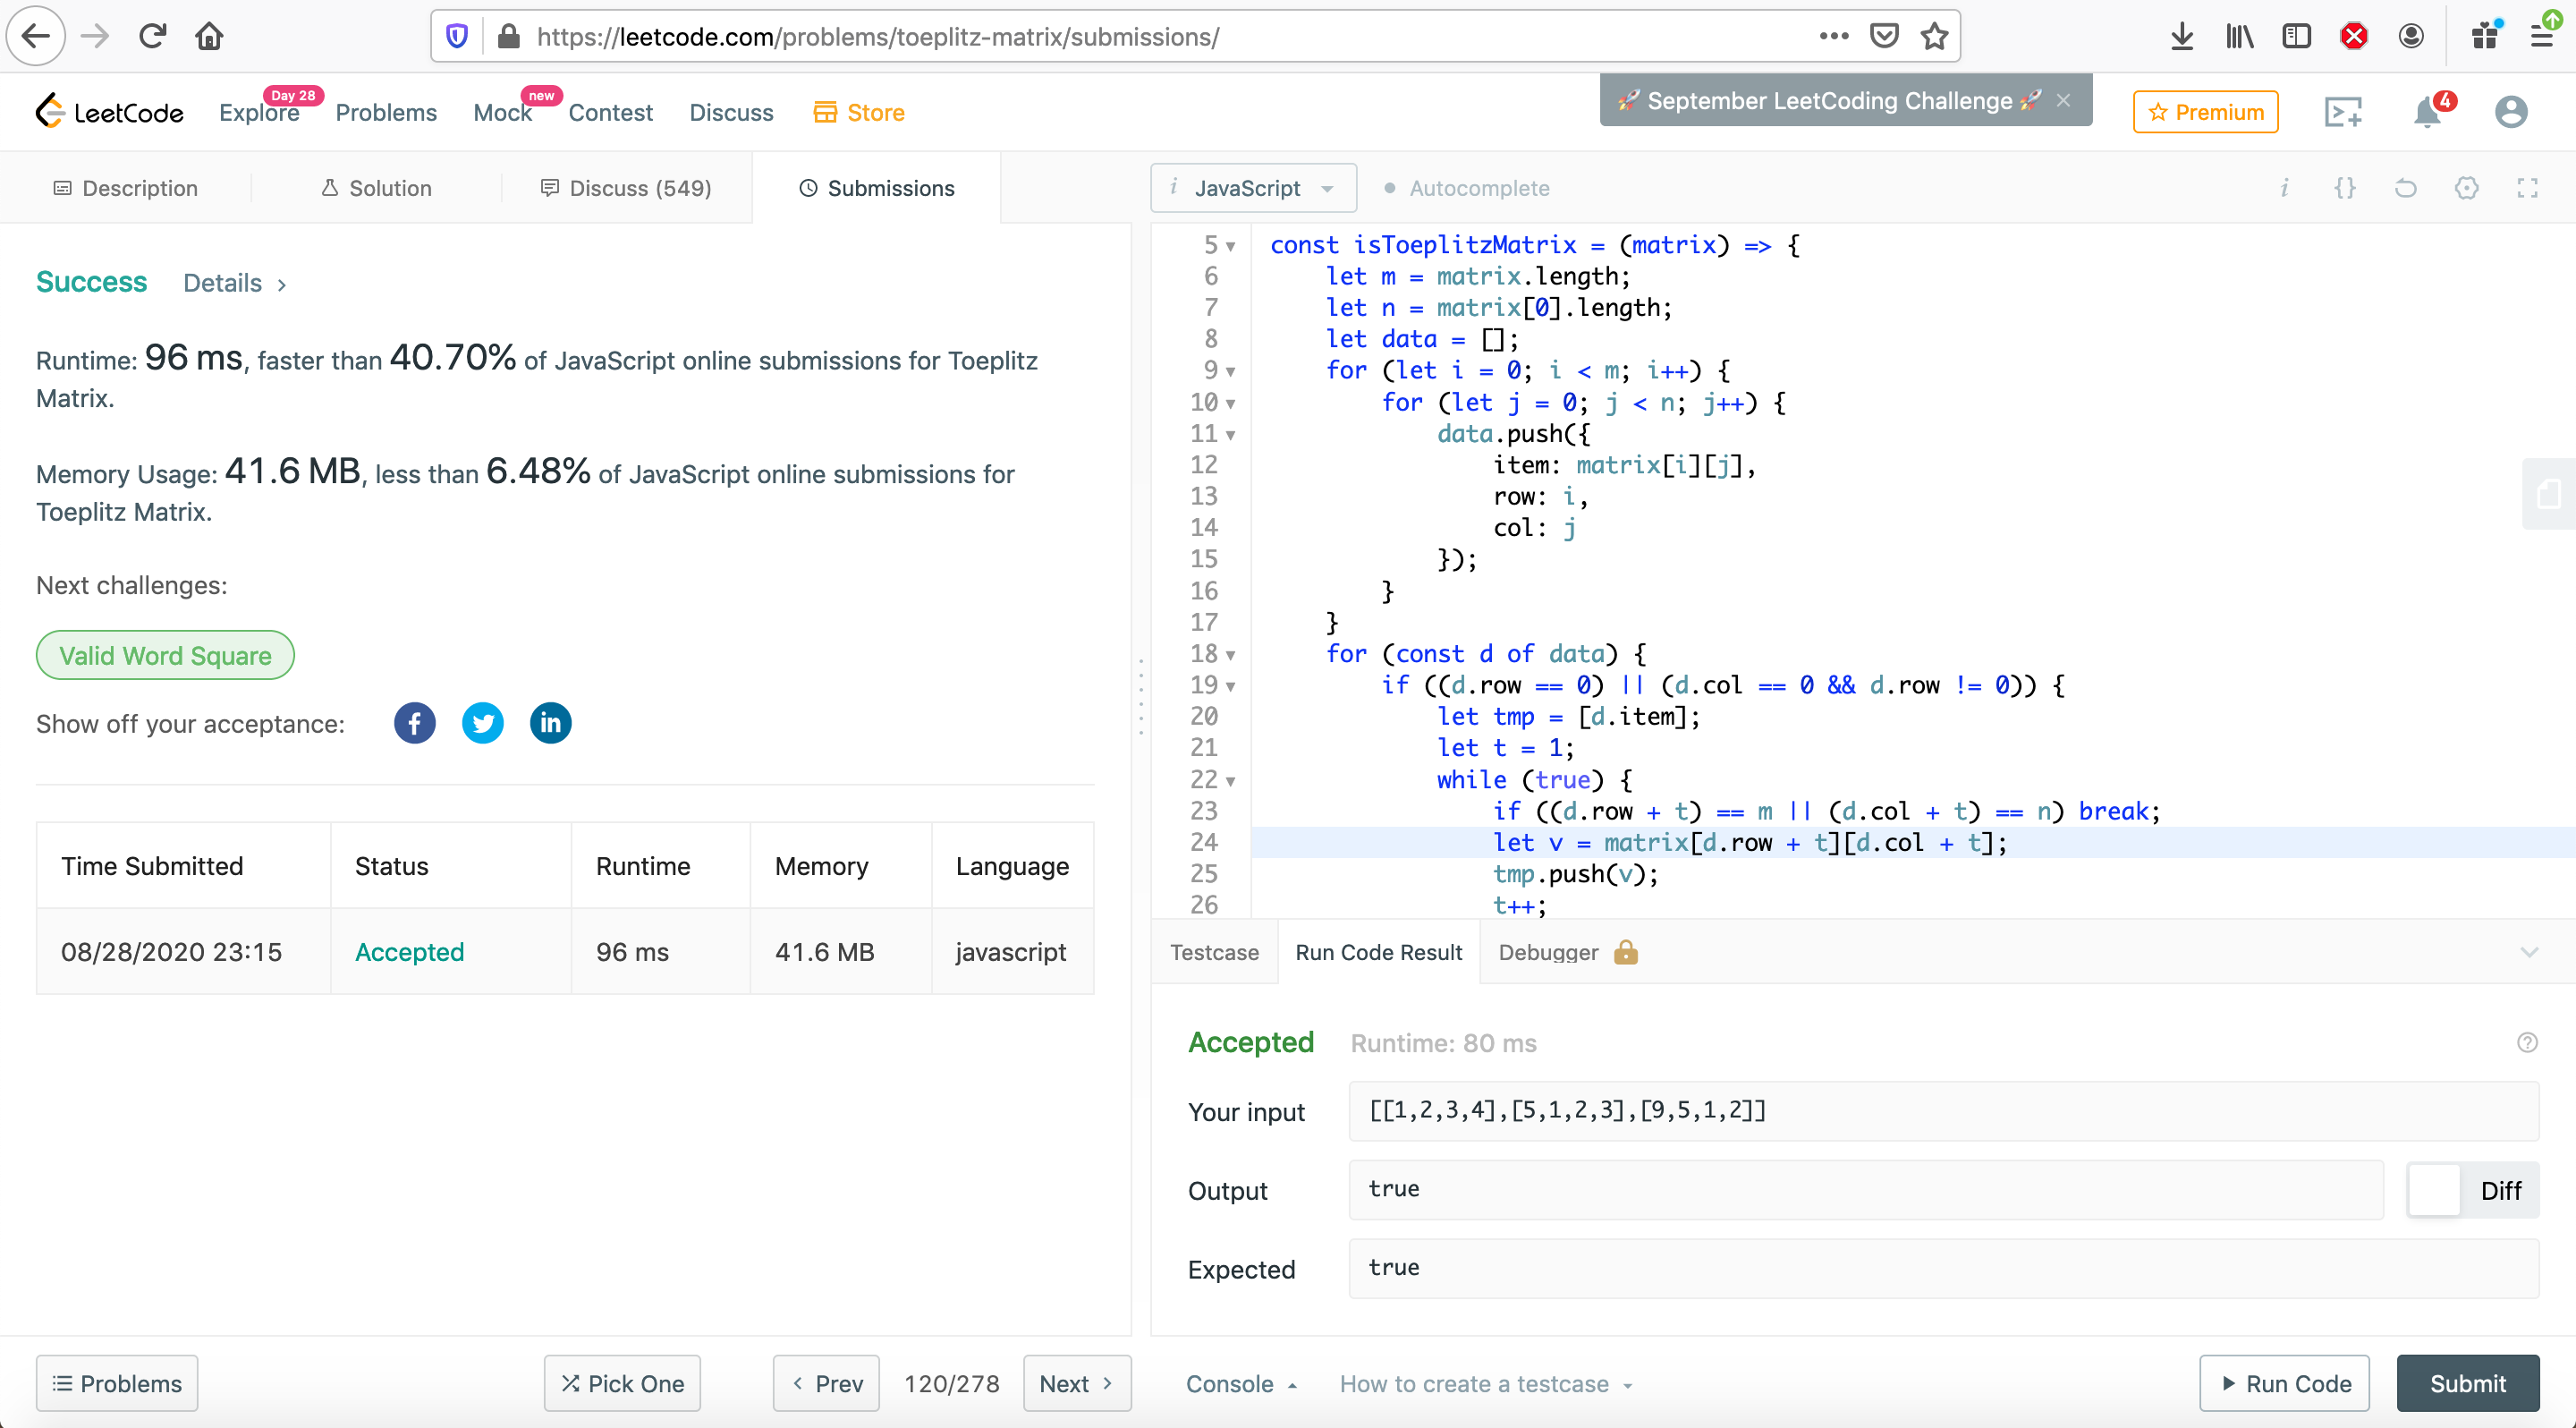 https://leetcode.com/problems/toeplitz-matrix/submissions/
LeetCode
Explore
Day 28
Problems
Mock
new
Contest
Discuss
Store
🚀 September LeetCoding Challenge 🚀 ×
Premium
4
Description
Solution
Discuss (549)
Submissions
i JavaScript
Autocomplete
i {}
Success Details >
Runtime: 96 ms, faster than 40.70% of JavaScript online submissions for Toeplitz
Matrix.
Memory Usage: 41.6 MB, less than 6.48% of JavaScript online submissions for
Toeplitz Matrix.
Next challenges:
Valid Word Square
Show off your acceptance:
f
in
Time Submitted Status Runtime Memory Language
08/28/2020 23:15 Accepted 96 ms 41.6 MB javascript
5 const isToeplitzMatrix = (matrix) => {
6 let m = matrix.length;
7 let n = matrix[0].length;
8 let data = [];
9 for (let i = 0; i < m; i++) {
10 for (let j = 0; j < n; j++) {
11 data.push({
12 item: matrix[i][j],
13 row: i,
14 col: j
15 });
16 }
17 }
18 for (const d of data) {
19 if ((d.row == 0) || (d.col == 0 && d.row != 0)) {
20 let tmp = [d.item];
21 let t = 1;
22 while (true) {
23 if ((d.row + t) == m || (d.col + t) == n) break;
24 let v = matrix[d.row + t][d.col + t];
25 tmp.push(v);
26 t++;
Testcase
Run Code Result
Debugger
Accepted Runtime: 80 ms
?
Your input [[1,2,3,4],[5,1,2,3],[9,5,1,2]]
Output true
Diff
Expected true
Problems
Pick One
< Prev
120/278
Next >
Console
How to create a testcase
Run Code
Submit